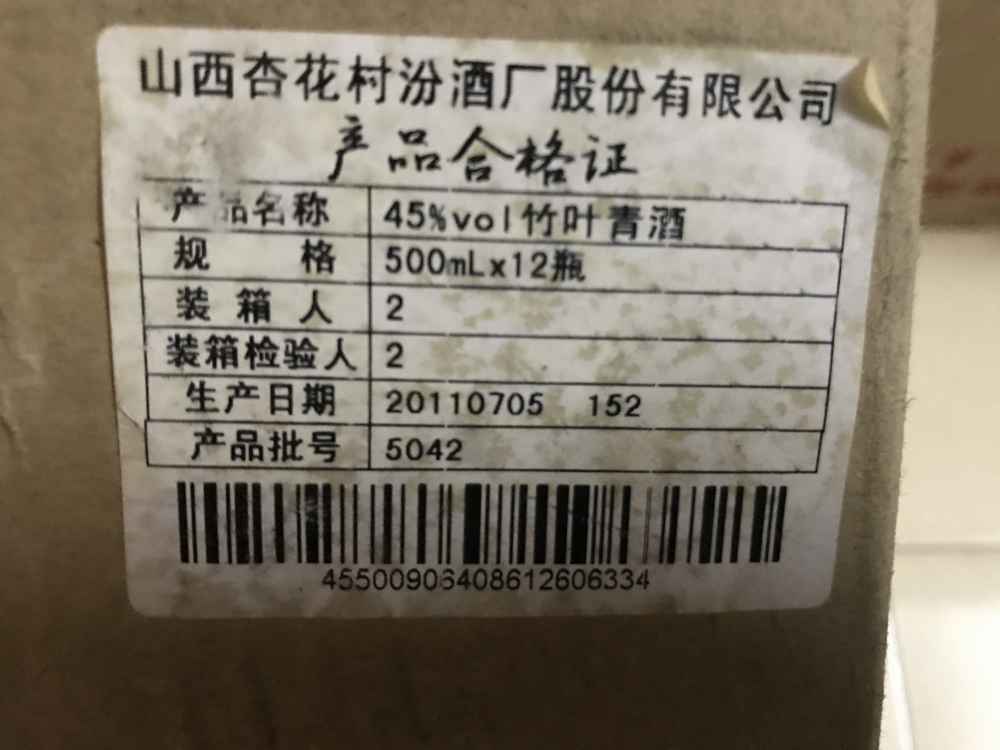 山西杏花村汾酒厂股份有限公司
产品合格证
产品名称 45%vol竹叶青酒
规 格 500mLx12瓶
装 箱 人 2
装箱检验人 2
生产日期 20110705 152
产品批号 5042
45500906408612606334